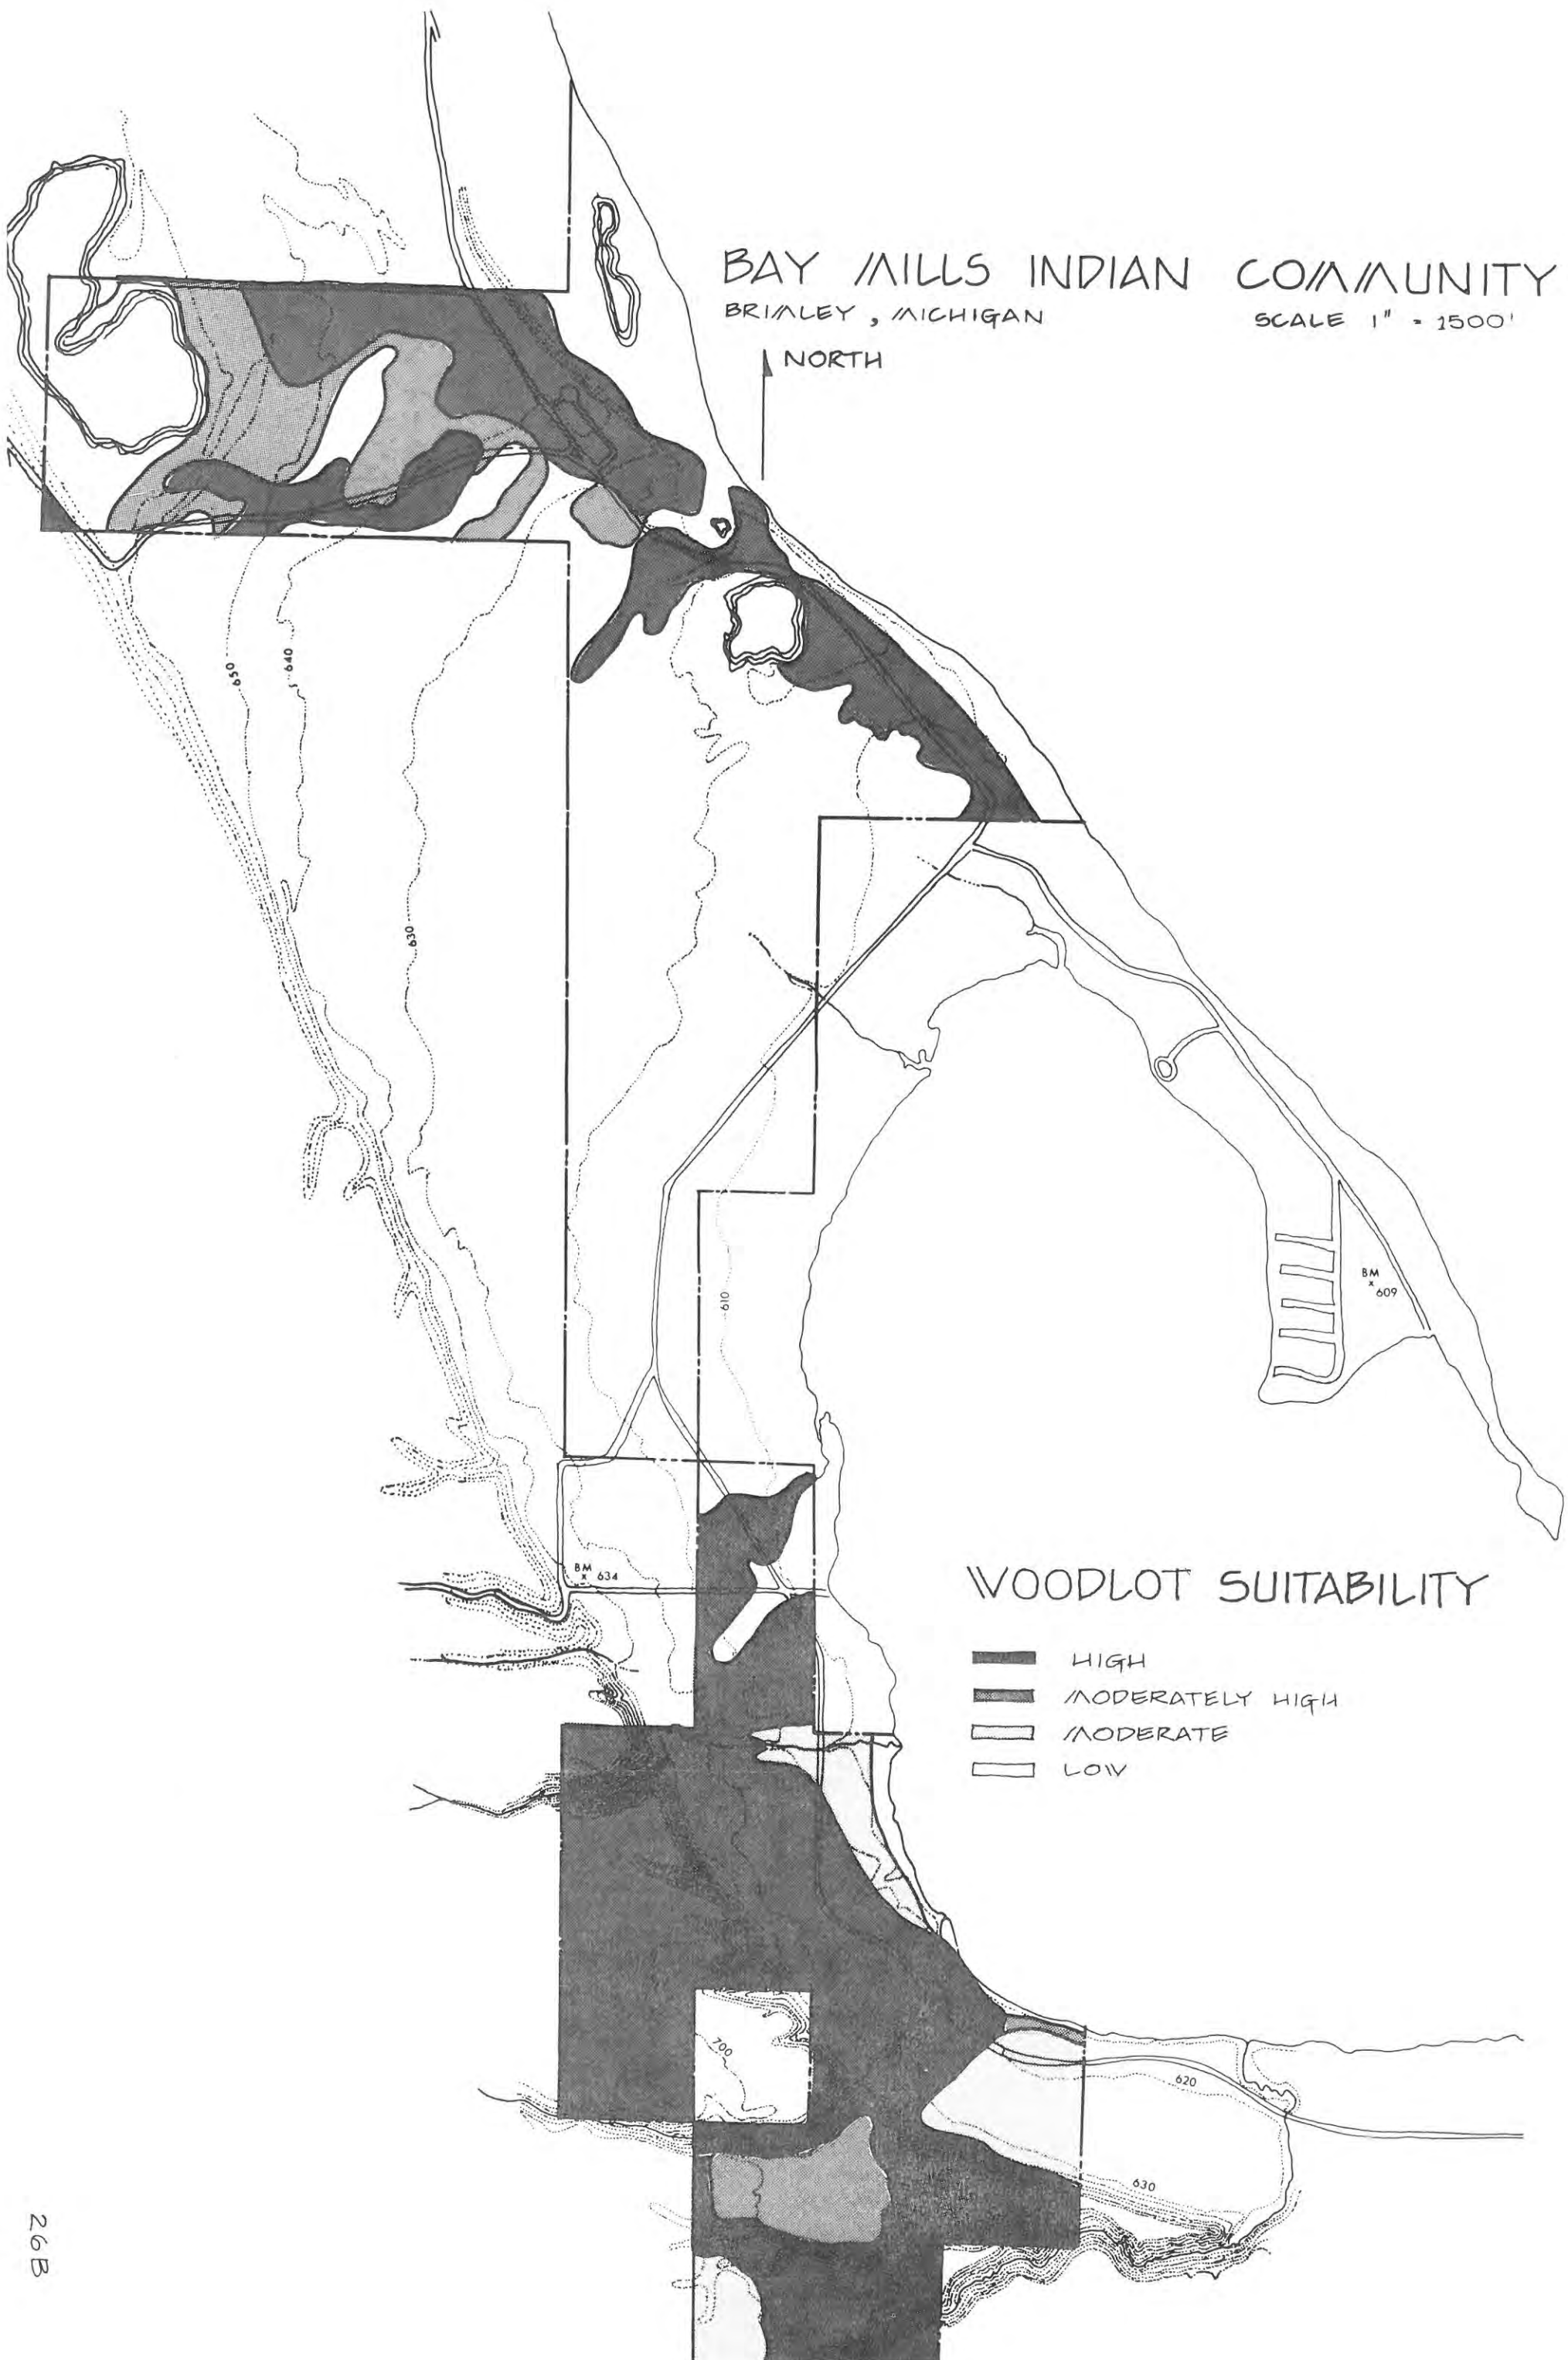 BAY MILLS INDIAN COMMUNITY
BRIMLEY, MICHIGAN
SCALE 1" = 1500'
NORTH
650
640
630
610
BM
x 609
BM
x 634
WOODLOT SUITABILITY
HIGH
MODERATELY HIGH
MODERATE
LOW
700
620
630
26B